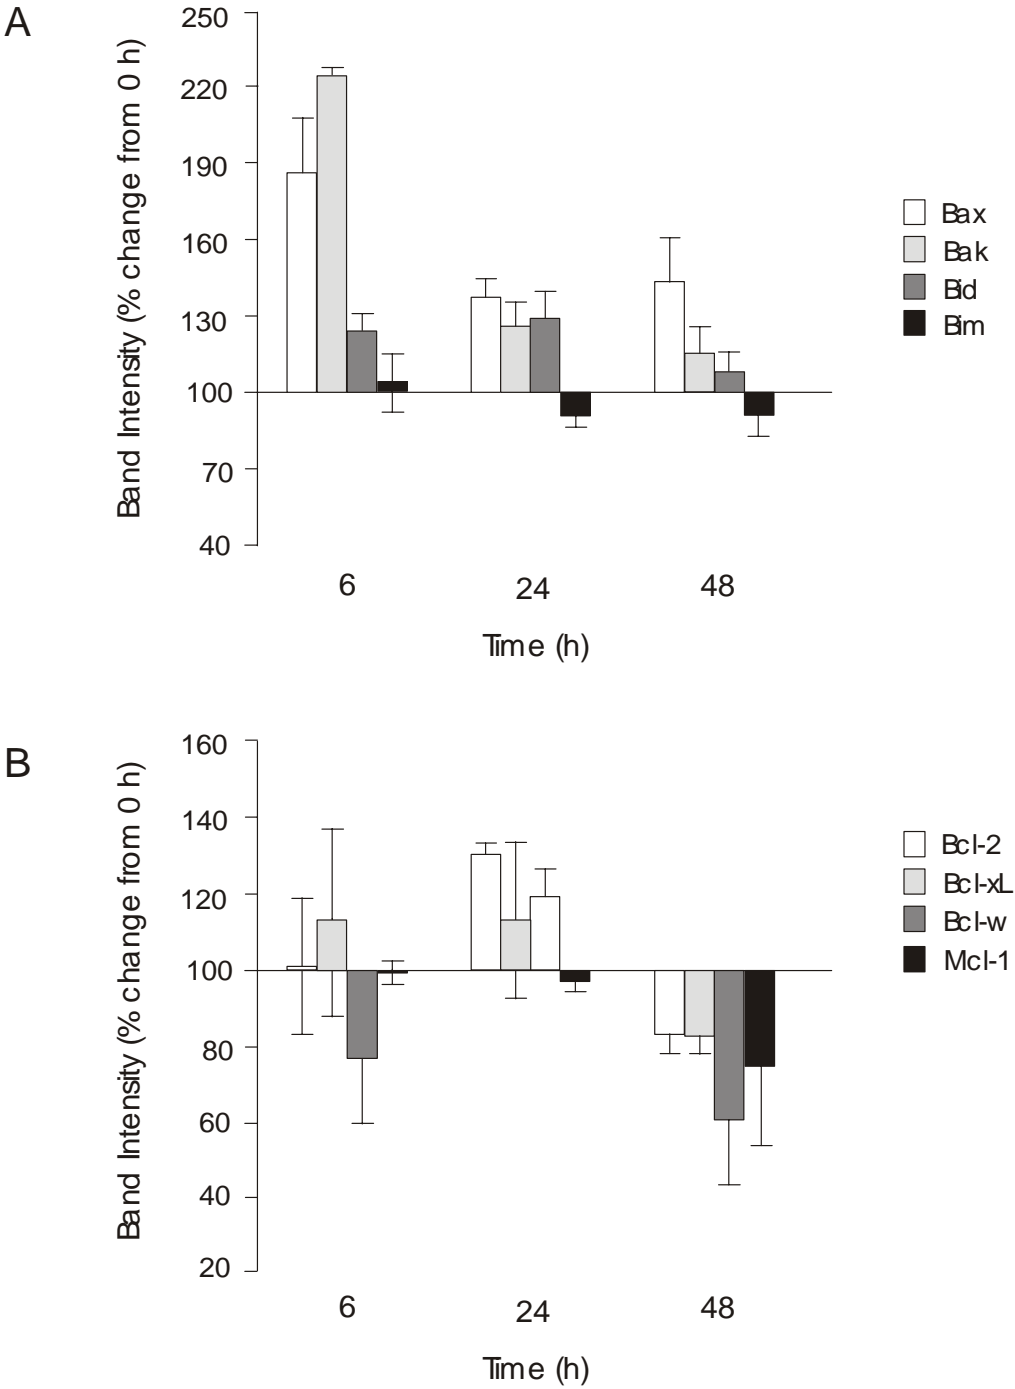 A
Band Intensity (% change from 0 h)
250
220
190
160
130
100
70
40
6
24
48
Time (h)
Bax
Bak
Bid
Bim
B
Band Intensity (% change from 0 h)
160
140
120
100
80
60
40
20
6
24
48
Time (h)
Bcl-2
Bcl-xL
Bcl-w
Mcl-1